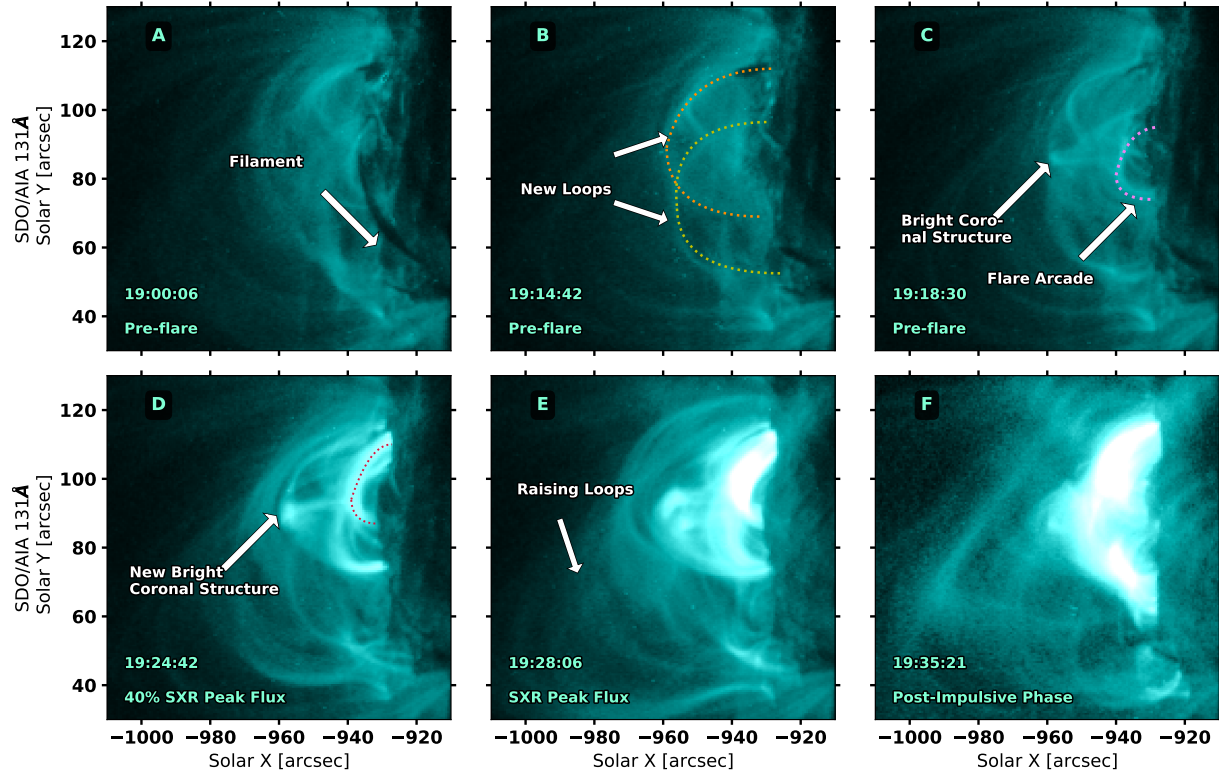 A
B
C
SDO/AIA 131Å
Solar Y [arcsec]
120
100
80
60
40
Filament
19:00:06
Pre-flare
New Loops
19:14:42
Pre-flare
Bright Coro-
nal Structure
Flare Arcade
19:18:30
Pre-flare
D
E
F
SDO/AIA 131Å
Solar Y [arcsec]
120
100
80
60
40
New Bright
Coronal Structure
19:24:42
40% SXR Peak Flux
Raising Loops
19:28:06
SXR Peak Flux
19:35:21
Post-Impulsive Phase
−1000 −980 −960 −940 −920
−1000 −980 −960 −940 −920
−1000 −980 −960 −940 −920
Solar X [arcsec]
Solar X [arcsec]
Solar X [arcsec]